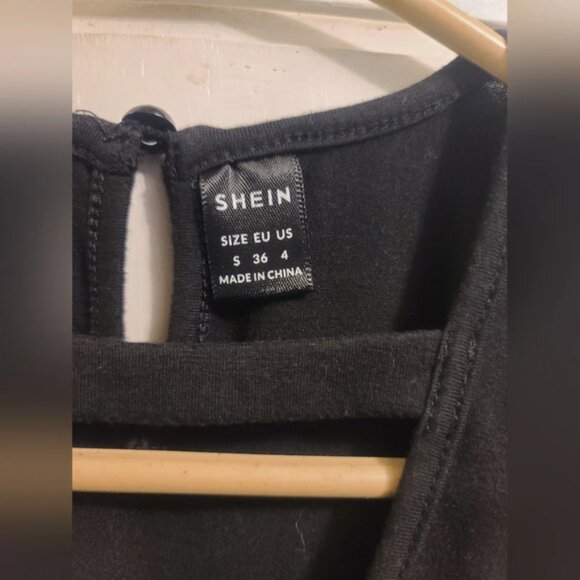 SHEIN
SIZE EU US
S 36 4
MADE IN CHINA